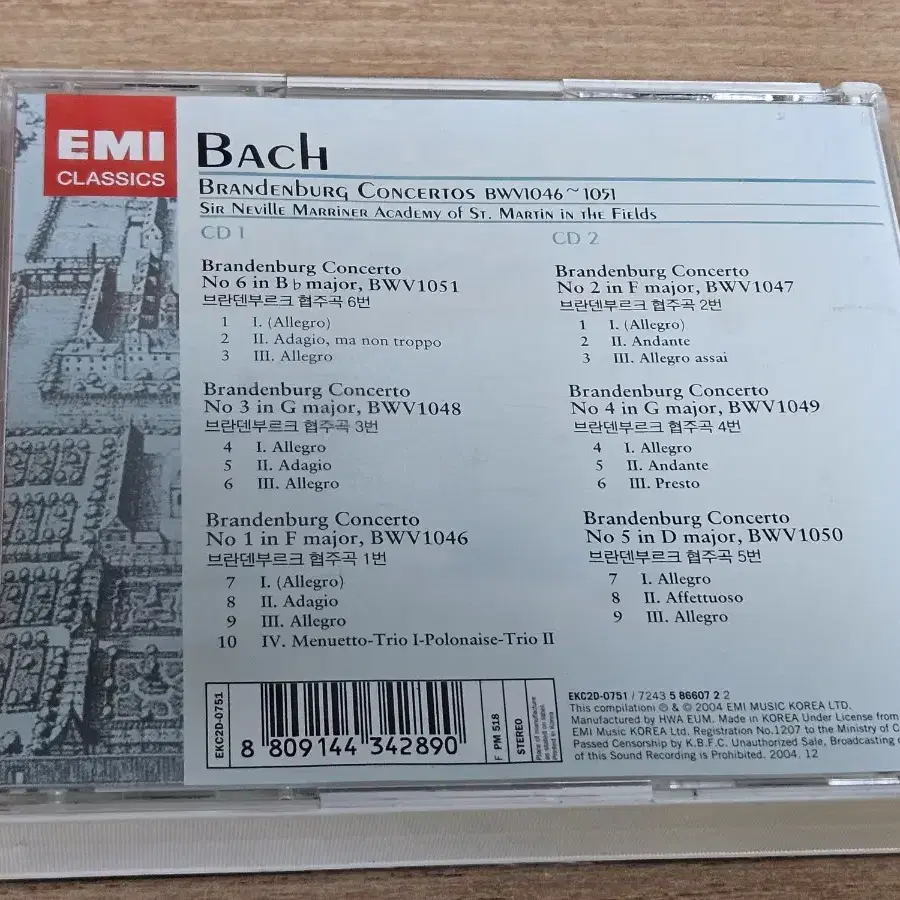 EMI
CLASSICS
BACH
BRANDENBURG CONCERTOS BWV1046~1051
SIR NEVILLE MARRINER ACADEMY OF ST. MARTIN IN THE FIELDS
CD 1
Brandenburg Concerto
No 6 in B♭ major, BWV1051
브란덴부르크 협주곡 6번
1 I. (Allegro)
2 II. Adagio, ma non troppo
3 III. Allegro
Brandenburg Concerto
No 3 in G major, BWV1048
브란덴부르크 협주곡 3번
4 I. Allegro
5 II. Adagio
6 III. Allegro
Brandenburg Concerto
No 1 in F major, BWV1046
브란덴부르크 협주곡 1번
7 I. (Allegro)
8 II. Adagio
9 III. Allegro
10 IV. Menuetto-Trio I-Polonaise-Trio II
CD 2
Brandenburg Concerto
No 2 in F major, BWV1047
브란덴부르크 협주곡 2번
1 I. (Allegro)
2 II. Andante
3 III. Allegro assai
Brandenburg Concerto
No 4 in G major, BWV1049
브란덴부르크 협주곡 4번
4 I. Allegro
5 II. Andante
6 III. Presto
Brandenburg Concerto
No 5 in D major, BWV1050
브란덴부르크 협주곡 5번
7 I. Allegro
8 II. Affettuoso
9 III. Allegro
EKC2D-0751
8 809144 342890
F PM 518
STEREO
Place of manufacture
as stated on label.
Printed in Korea
EKC2D-0751 / 7243 5 86607 2 2
This compilation ℗ & © 2004 EMI MUSIC KOREA LTD.
Manufactured by HWA EUM. Made in KOREA Under License from
EMI MUSIC KOREA Ltd. Registration No.1207 to the Ministry of C
Passed Censorship by K.B.F.C. Unauthorized Sale, Broadcasting
of this Sound Recording is Prohibited. 2004. 12